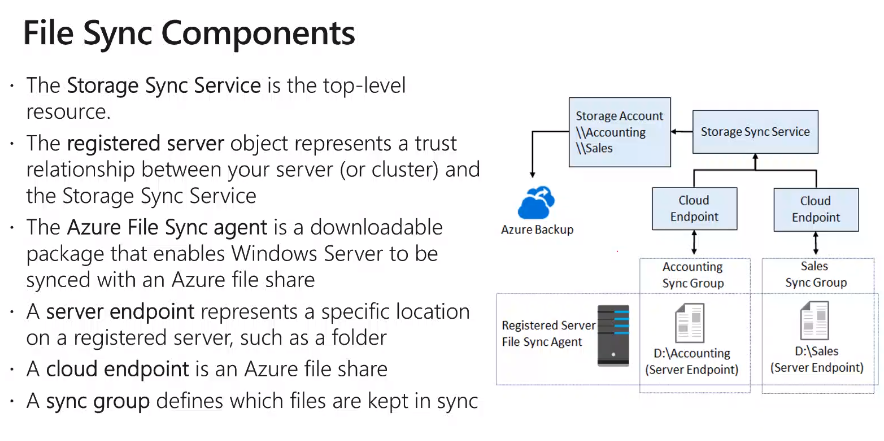 File Sync Components
· The Storage Sync Service is the top-level
resource.
· The registered server object represents a trust
relationship between your server (or cluster) and
the Storage Sync Service
· The Azure File Sync agent is a downloadable
package that enables Windows Server to be
synced with an Azure file share
· A server endpoint represents a specific location
on a registered server, such as a folder
· A cloud endpoint is an Azure file share
· A sync group defines which files are kept in sync
Storage Account
\\Accounting
\\Sales
Storage Sync Service
Azure Backup
Cloud
Endpoint
Cloud
Endpoint
Accounting
Sync Group
Sales
Sync Group
Registered Server
File Sync Agent
D:\Accounting
(Server Endpoint)
D:\Sales
(Server Endpoint)